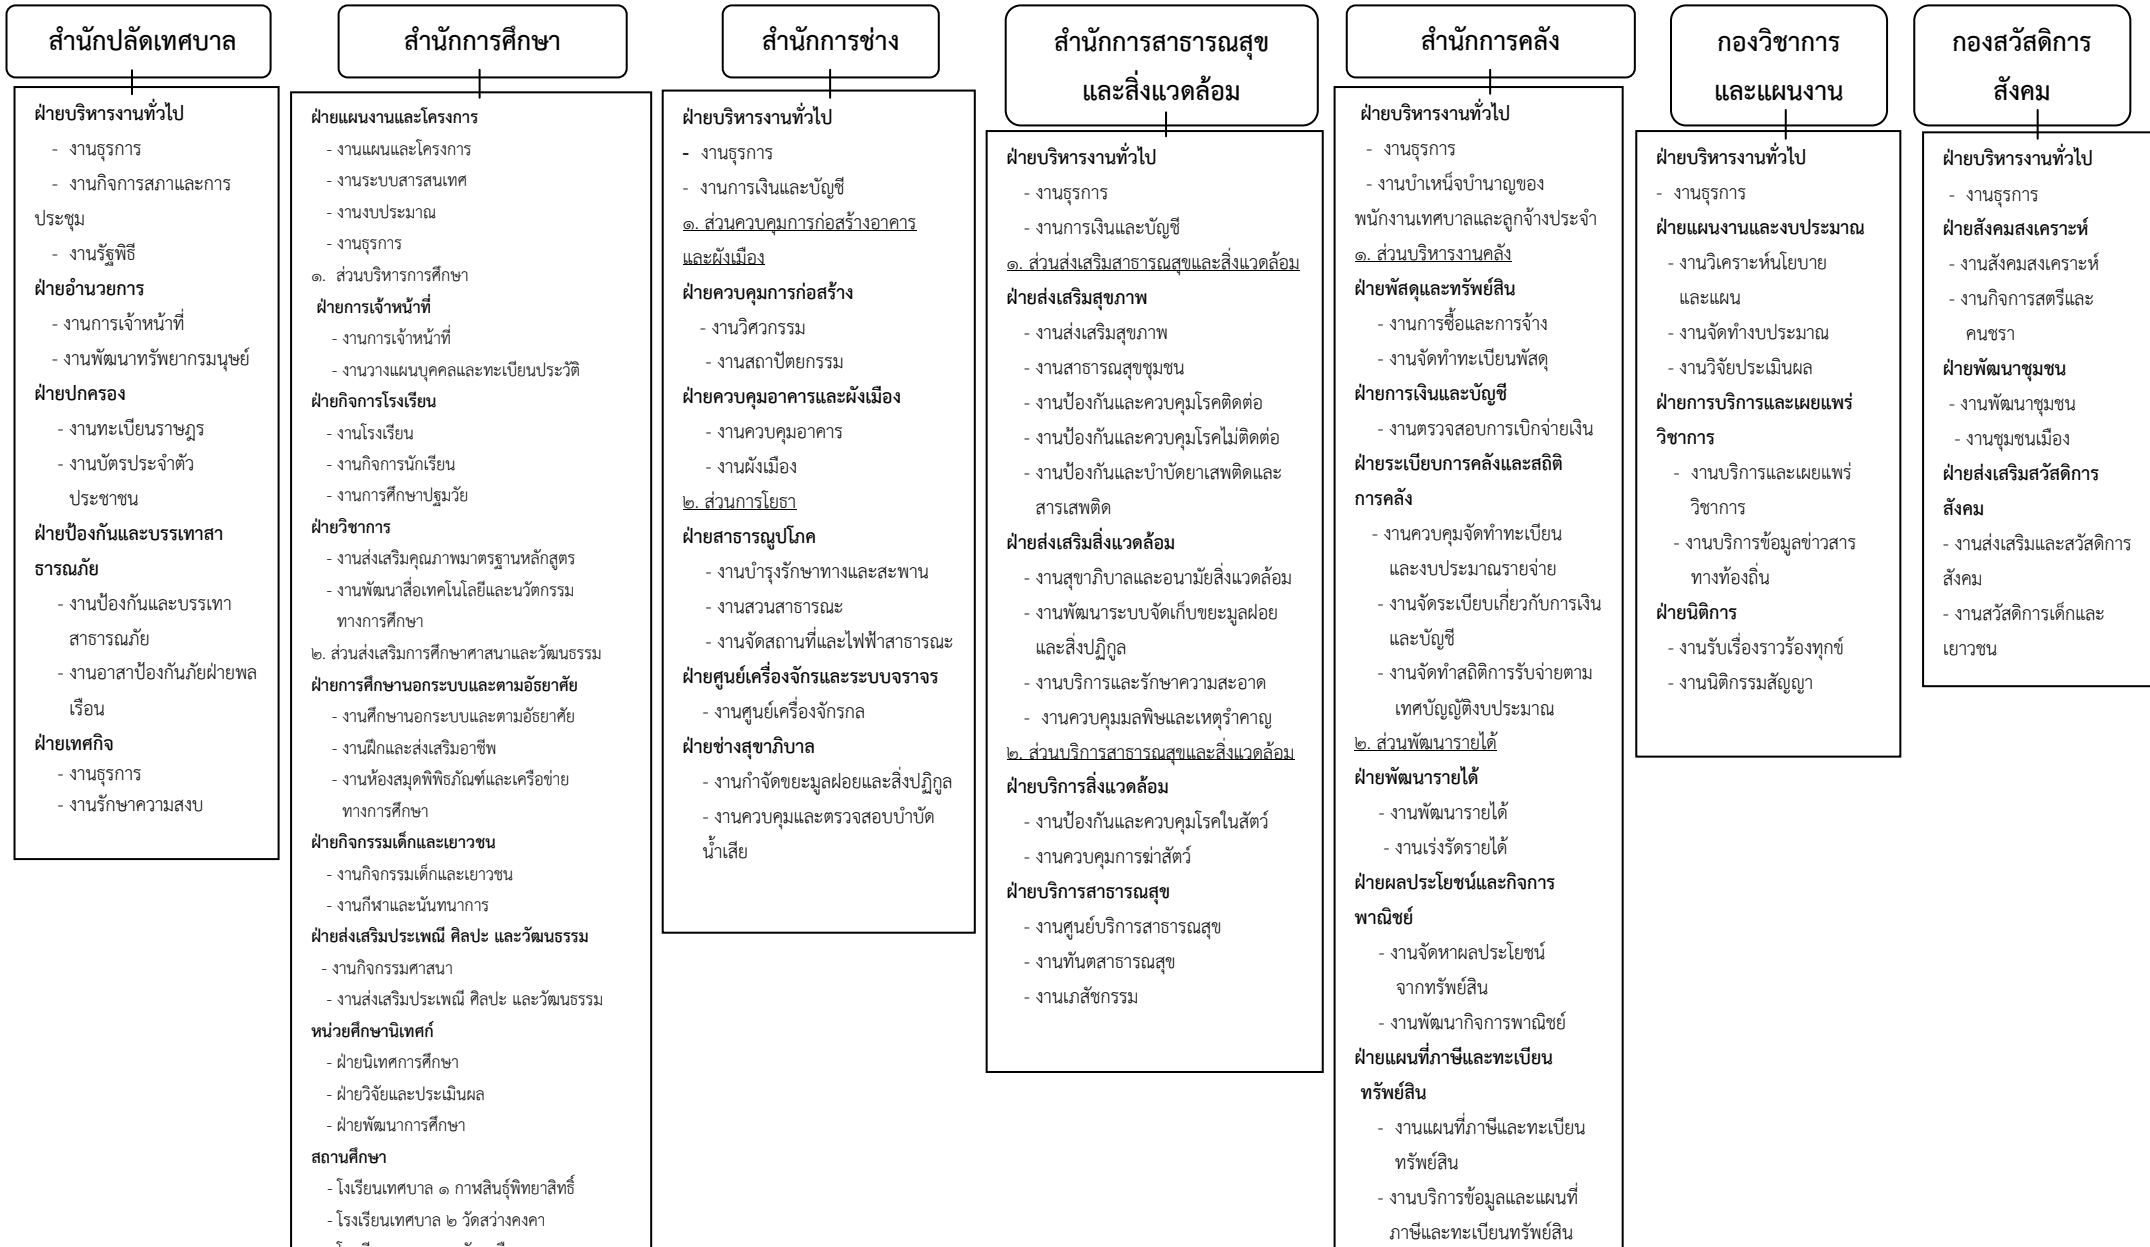 สำนักปลัดเทศบาล
ฝ่ายบริหารงานทั่วไป
- งานธุรการ
- งานกิจการสภาและการ
ประชุม
- งานรัฐพิธี
ฝ่ายอำนวยการ
- งานการเจ้าหน้าที่
- งานพัฒนาทรัพยากรมนุษย์
ฝ่ายปกครอง
- งานทะเบียนราษฎร
- งานบัตรประจำตัว
ประชาชน
ฝ่ายป้องกันและบรรเทาสา
ธารณภัย
- งานป้องกันและบรรเทา
สาธารณภัย
- งานอาสาป้องกันภัยฝ่ายพล
เรือน
ฝ่ายเทศกิจ
- งานธุรการ
- งานรักษาความสงบ
สำนักการศึกษา
ฝ่ายแผนงานและโครงการ
- งานแผนและโครงการ
- งานระบบสารสนเทศ
- งานงบประมาณ
- งานธุรการ
๑. ส่วนบริหารการศึกษา
ฝ่ายการเจ้าหน้าที่
- งานการเจ้าหน้าที่
- งานวางแผนบุคคลและทะเบียนประวัติ
ฝ่ายกิจการโรงเรียน
- งานโรงเรียน
- งานกิจการนักเรียน
- งานการศึกษาปฐมวัย
ฝ่ายวิชาการ
- งานส่งเสริมคุณภาพมาตรฐานหลักสูตร
- งานพัฒนาสื่อเทคโนโลยีและนวัตกรรม
ทางการศึกษา
๒. ส่วนส่งเสริมการศึกษาศาสนาและวัฒนธรรม
ฝ่ายการศึกษานอกระบบและตามอัธยาศัย
- งานศึกษานอกระบบและตามอัธยาศัย
- งานฝึกและส่งเสริมอาชีพ
- งานห้องสมุดพิพิธภัณฑ์และเครือข่าย
ทางการศึกษา
ฝ่ายกิจกรรมเด็กและเยาวชน
- งานกิจกรรมเด็กและเยาวชน
- งานกีฬาและนันทนาการ
ฝ่ายส่งเสริมประเพณี ศิลปะ และวัฒนธรรม
- งานกิจกรรมศาสนา
- งานส่งเสริมประเพณี ศิลปะ และวัฒนธรรม
หน่วยศึกษานิเทศก์
- ฝ่ายนิเทศการศึกษา
- ฝ่ายวิจัยและประเมินผล
- ฝ่ายพัฒนาการศึกษา
สถานศึกษา
- โงเรียนเทศบาล ๑ กาฬสินธุ์พิทยาสิทธิ์
- โรงเรียนเทศบาล ๒ วัดสว่างคงคา
สำนักการช่าง
ฝ่ายบริหารงานทั่วไป
- งานธุรการ
- งานการเงินและบัญชี
๑. ส่วนควบคุมการก่อสร้างอาคาร
และผังเมือง
ฝ่ายควบคุมการก่อสร้าง
- งานวิศวกรรม
- งานสถาปัตยกรรม
ฝ่ายควบคุมอาคารและผังเมือง
- งานควบคุมอาคาร
- งานผังเมือง
๒. ส่วนการโยธา
ฝ่ายสาธารณูปโภค
- งานบำรุงรักษาทางและสะพาน
- งานสวนสาธารณะ
- งานจัดสถานที่และไฟฟ้าสาธารณะ
ฝ่ายศูนย์เครื่องจักรและระบบจราจร
- งานศูนย์เครื่องจักรกล
ฝ่ายช่างสุขาภิบาล
- งานกำจัดขยะมูลฝอยและสิ่งปฏิกูล
- งานควบคุมและตรวจสอบบำบัด
น้ำเสีย
สำนักการสาธารณสุข
และสิ่งแวดล้อม
ฝ่ายบริหารงานทั่วไป
- งานธุรการ
- งานการเงินและบัญชี
๑. ส่วนส่งเสริมสาธารณสุขและสิ่งแวดล้อม
ฝ่ายส่งเสริมสุขภาพ
- งานส่งเสริมสุขภาพ
- งานสาธารณสุขชุมชน
- งานป้องกันและควบคุมโรคติดต่อ
- งานป้องกันและควบคุมโรคไม่ติดต่อ
- งานป้องกันและบำบัดยาเสพติดและ
สารเสพติด
ฝ่ายส่งเสริมสิ่งแวดล้อม
- งานสุขาภิบาลและอนามัยสิ่งแวดล้อม
- งานพัฒนาระบบจัดเก็บขยะมูลฝอย
และสิ่งปฏิกูล
- งานบริการและรักษาความสะอาด
- งานควบคุมมลพิษและเหตุรำคาญ
๒. ส่วนบริการสาธารณสุขและสิ่งแวดล้อม
ฝ่ายบริการสิ่งแวดล้อม
- งานป้องกันและควบคุมโรคในสัตว์
- งานควบคุมการฆ่าสัตว์
ฝ่ายบริการสาธารณสุข
- งานศูนย์บริการสาธารณสุข
- งานทันตสาธารณสุข
- งานเภสัชกรรม
สำนักการคลัง
ฝ่ายบริหารงานทั่วไป
- งานธุรการ
- งานบำเหน็จบำนาญของ
พนักงานเทศบาลและลูกจ้างประจำ
๑. ส่วนบริหารงานคลัง
ฝ่ายพัสดุและทรัพย์สิน
- งานการซื้อและการจ้าง
- งานจัดทำทะเบียนพัสดุ
ฝ่ายการเงินและบัญชี
- งานตรวจสอบการเบิกจ่ายเงิน
ฝ่ายระเบียบการคลังและสถิติ
การคลัง
- งานควบคุมจัดทำทะเบียน
และงบประมาณรายจ่าย
- งานจัดระเบียบเกี่ยวกับการเงิน
และบัญชี
- งานจัดทำสถิติการรับจ่ายตาม
เทศบัญญัติงบประมาณ
๒. ส่วนพัฒนารายได้
ฝ่ายพัฒนารายได้
- งานพัฒนารายได้
- งานเร่งรัดรายได้
ฝ่ายผลประโยชน์และกิจการ
พาณิชย์
- งานจัดหาผลประโยชน์
จากทรัพย์สิน
- งานพัฒนากิจการพาณิชย์
ฝ่ายแผนที่ภาษีและทะเบียน
ทรัพย์สิน
- งานแผนที่ภาษีและทะเบียน
ทรัพย์สิน
- งานบริการข้อมูลและแผนที่
ภาษีและทะเบียนทรัพย์สิน
กองวิชาการ
และแผนงาน
ฝ่ายบริหารงานทั่วไป
- งานธุรการ
ฝ่ายแผนงานและงบประมาณ
- งานวิเคราะห์นโยบาย
และแผน
- งานจัดทำงบประมาณ
- งานวิจัยประเมินผล
ฝ่ายการบริการและเผยแพร่
วิชาการ
- งานบริการและเผยแพร่
วิชาการ
- งานบริการข้อมูลข่าวสาร
ทางท้องถิ่น
ฝ่ายนิติการ
- งานรับเรื่องราวร้องทุกข์
- งานนิติกรรมสัญญา
กองสวัสดิการ
สังคม
ฝ่ายบริหารงานทั่วไป
- งานธุรการ
ฝ่ายสังคมสงเคราะห์
- งานสังคมสงเคราะห์
- งานกิจการสตรีและ
คนชรา
ฝ่ายพัฒนาชุมชน
- งานพัฒนาชุมชน
- งานชุมชนเมือง
ฝ่ายส่งเสริมสวัสดิการ
สังคม
- งานส่งเสริมและสวัสดิการ
สังคม
- งานสวัสดิการเด็กและ
เยาวชน